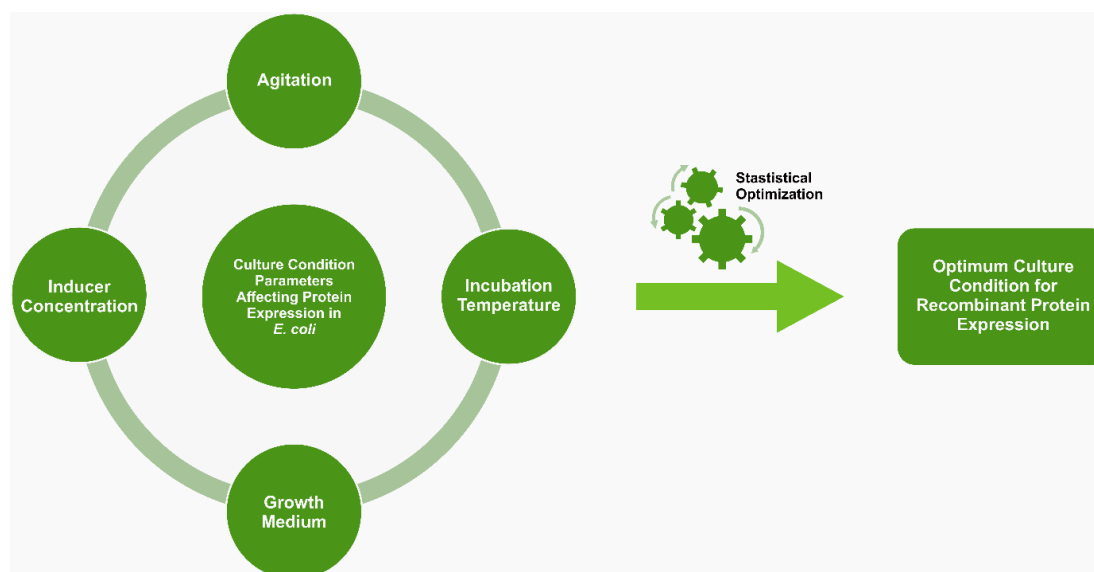 Agitation
Inducer
Concentration
Culture Condition
Parameters
Affecting Protein
Expression in
E. coli
Incubation
Temperature
Growth
Medium
Stastistical
Optimization
Optimum Culture
Condition for
Recombinant Protein
Expression